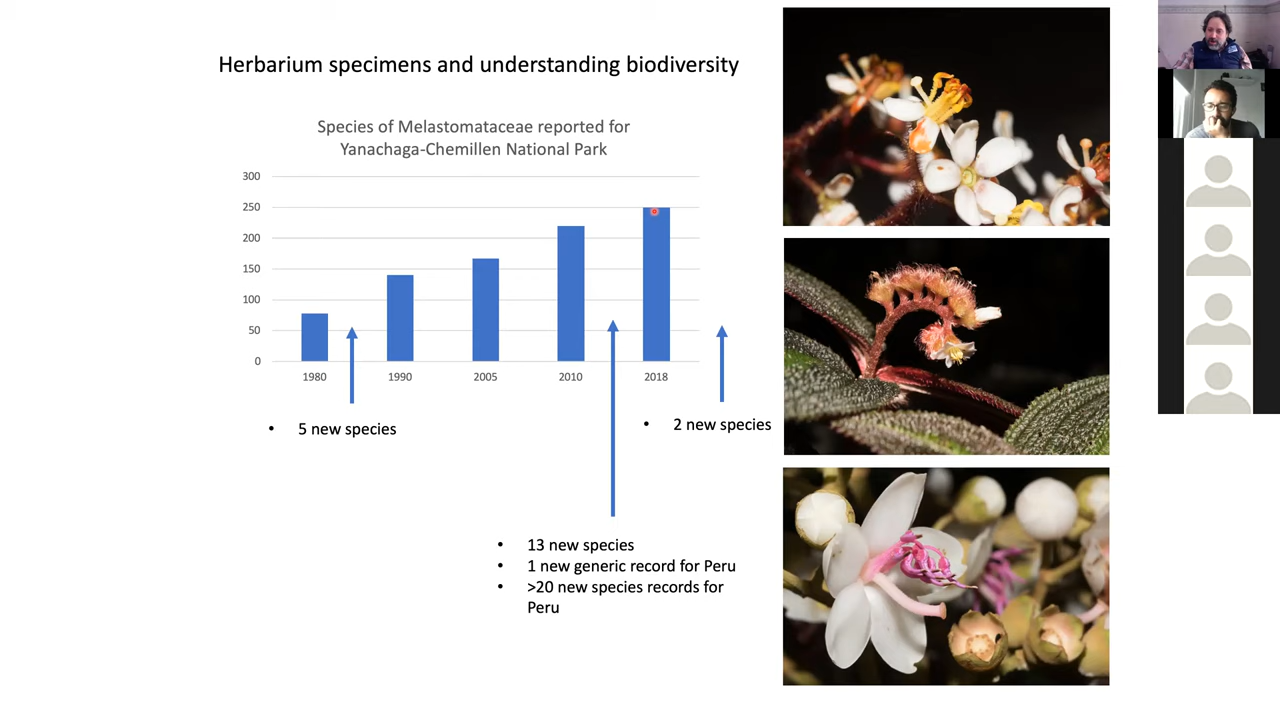 Herbarium specimens and understanding biodiversity
Species of Melastomataceae reported for
Yanachaga-Chemillen National Park
300
250
200
150
100
50
0
1980
1990
2005
2010
2018
• 5 new species
• 2 new species
• 13 new species
• 1 new generic record for Peru
• >20 new species records for
Peru